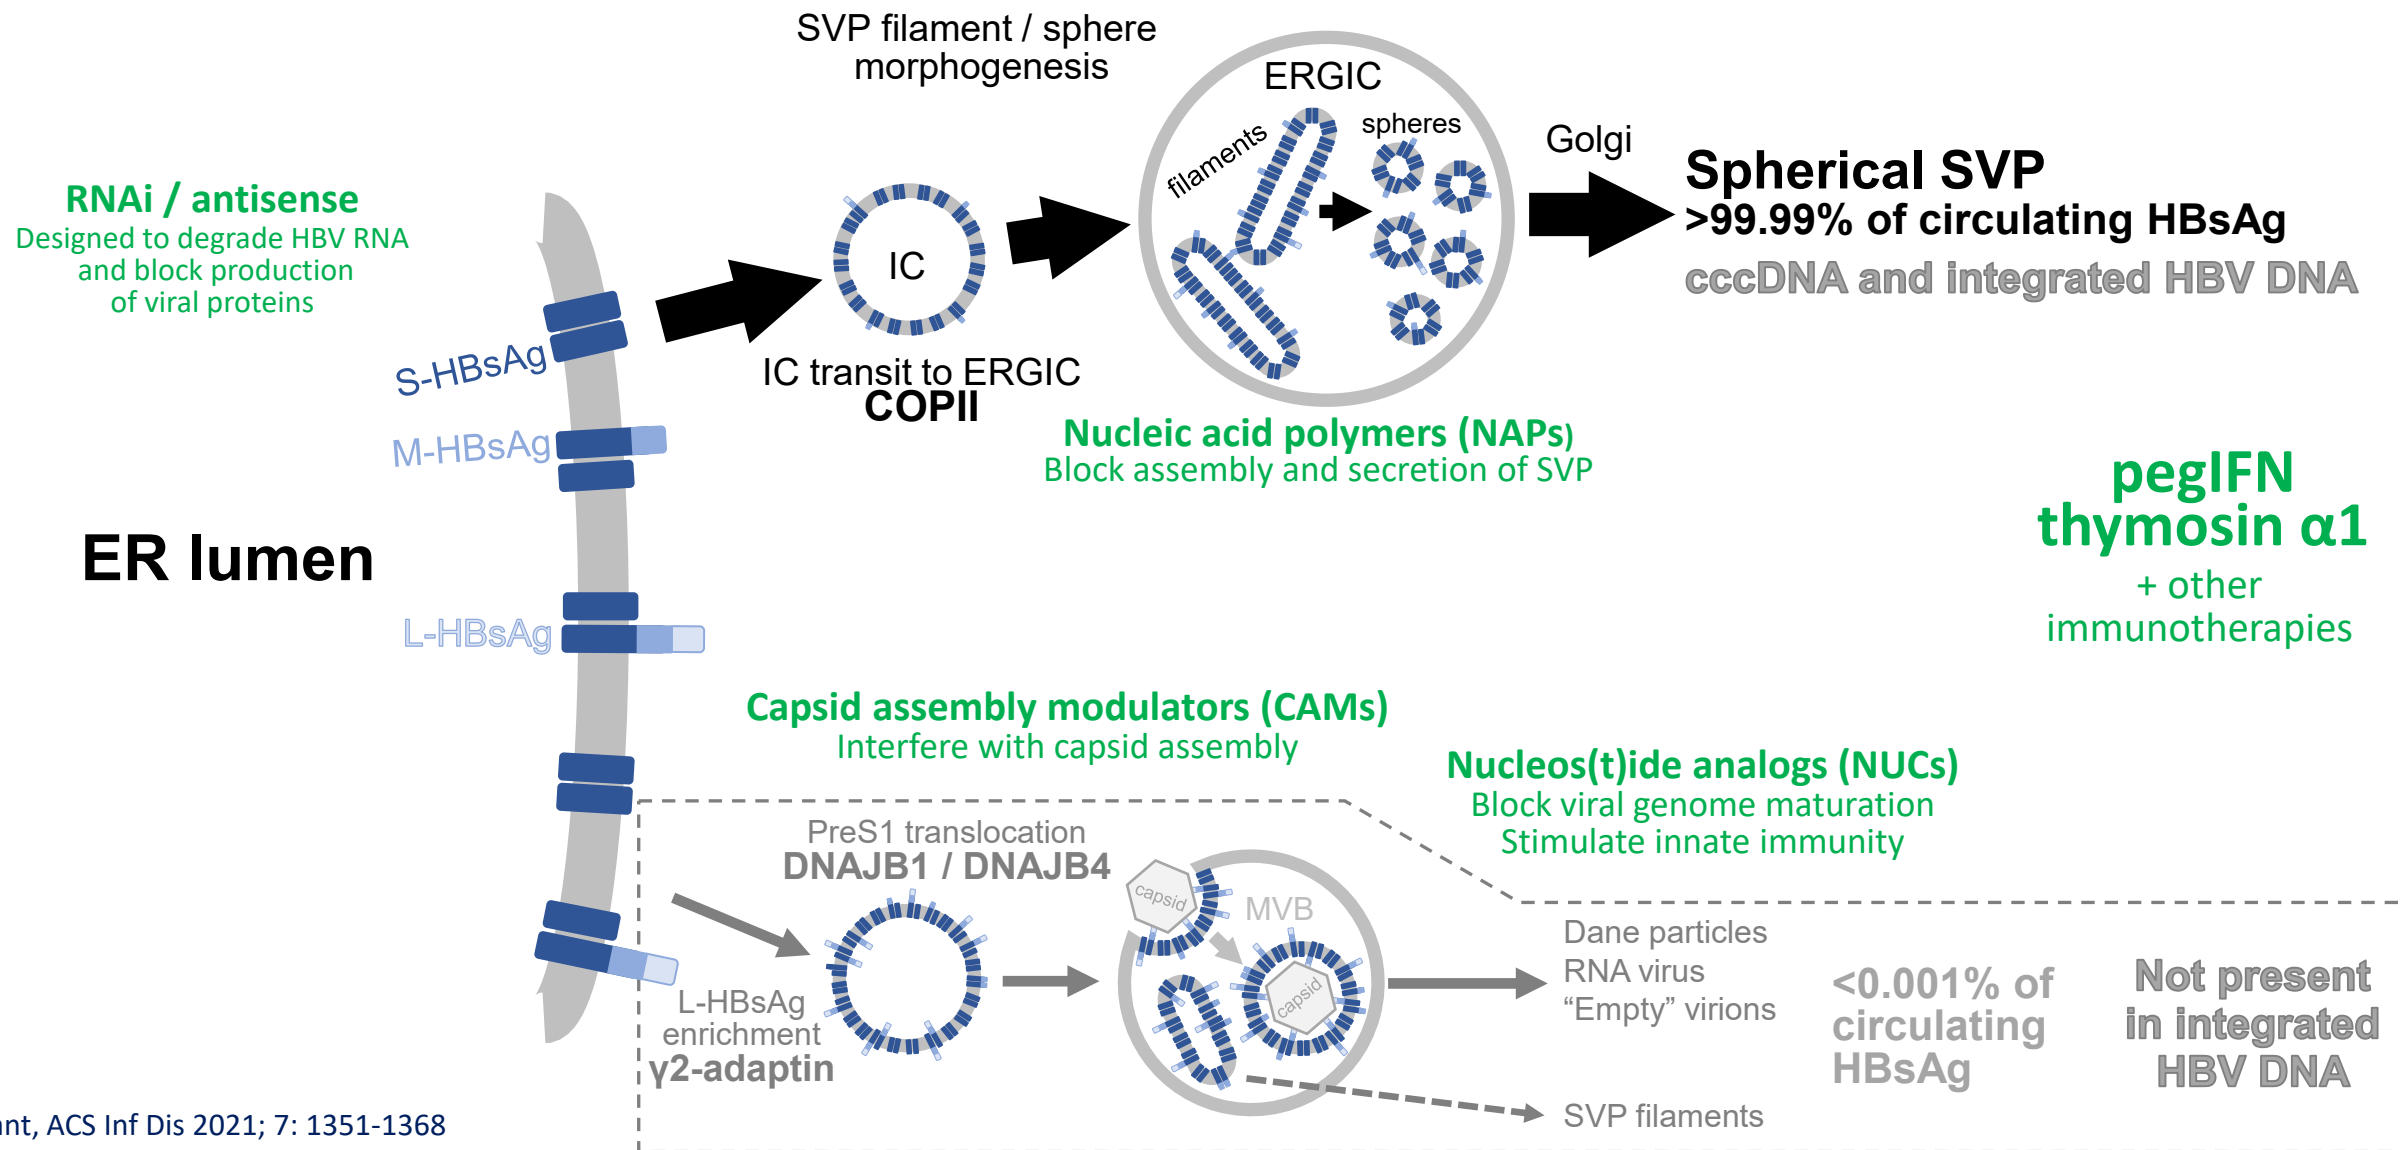 SVP filament / sphere
morphogenesis
ERGIC
filaments
spheres
Golgi
Spherical SVP
>99.99% of circulating HBsAg
cccDNA and integrated HBV DNA
RNAi / antisense
Designed to degrade HBV RNA
and block production
of viral proteins
IC
S-HBsAg
IC transit to ERGIC
COPII
M-HBsAg
Nucleic acid polymers (NAPs)
Block assembly and secretion of SVP
pegIFN
thymosin α1
+ other
immunotherapies
ER lumen
L-HBsAg
Capsid assembly modulators (CAMs)
Interfere with capsid assembly
Nucleos(t)ide analogs (NUCs)
Block viral genome maturation
Stimulate innate immunity
PreS1 translocation
DNAJB1 / DNAJB4
capsid
MVB
capsid
L-HBsAg
enrichment
γ2-adaptin
Dane particles
RNA virus
“Empty” virions
<0.001% of
circulating
HBsAg
Not present
in integrated
HBV DNA
SVP filaments
ACS Inf Dis 2021; 7: 1351-1368